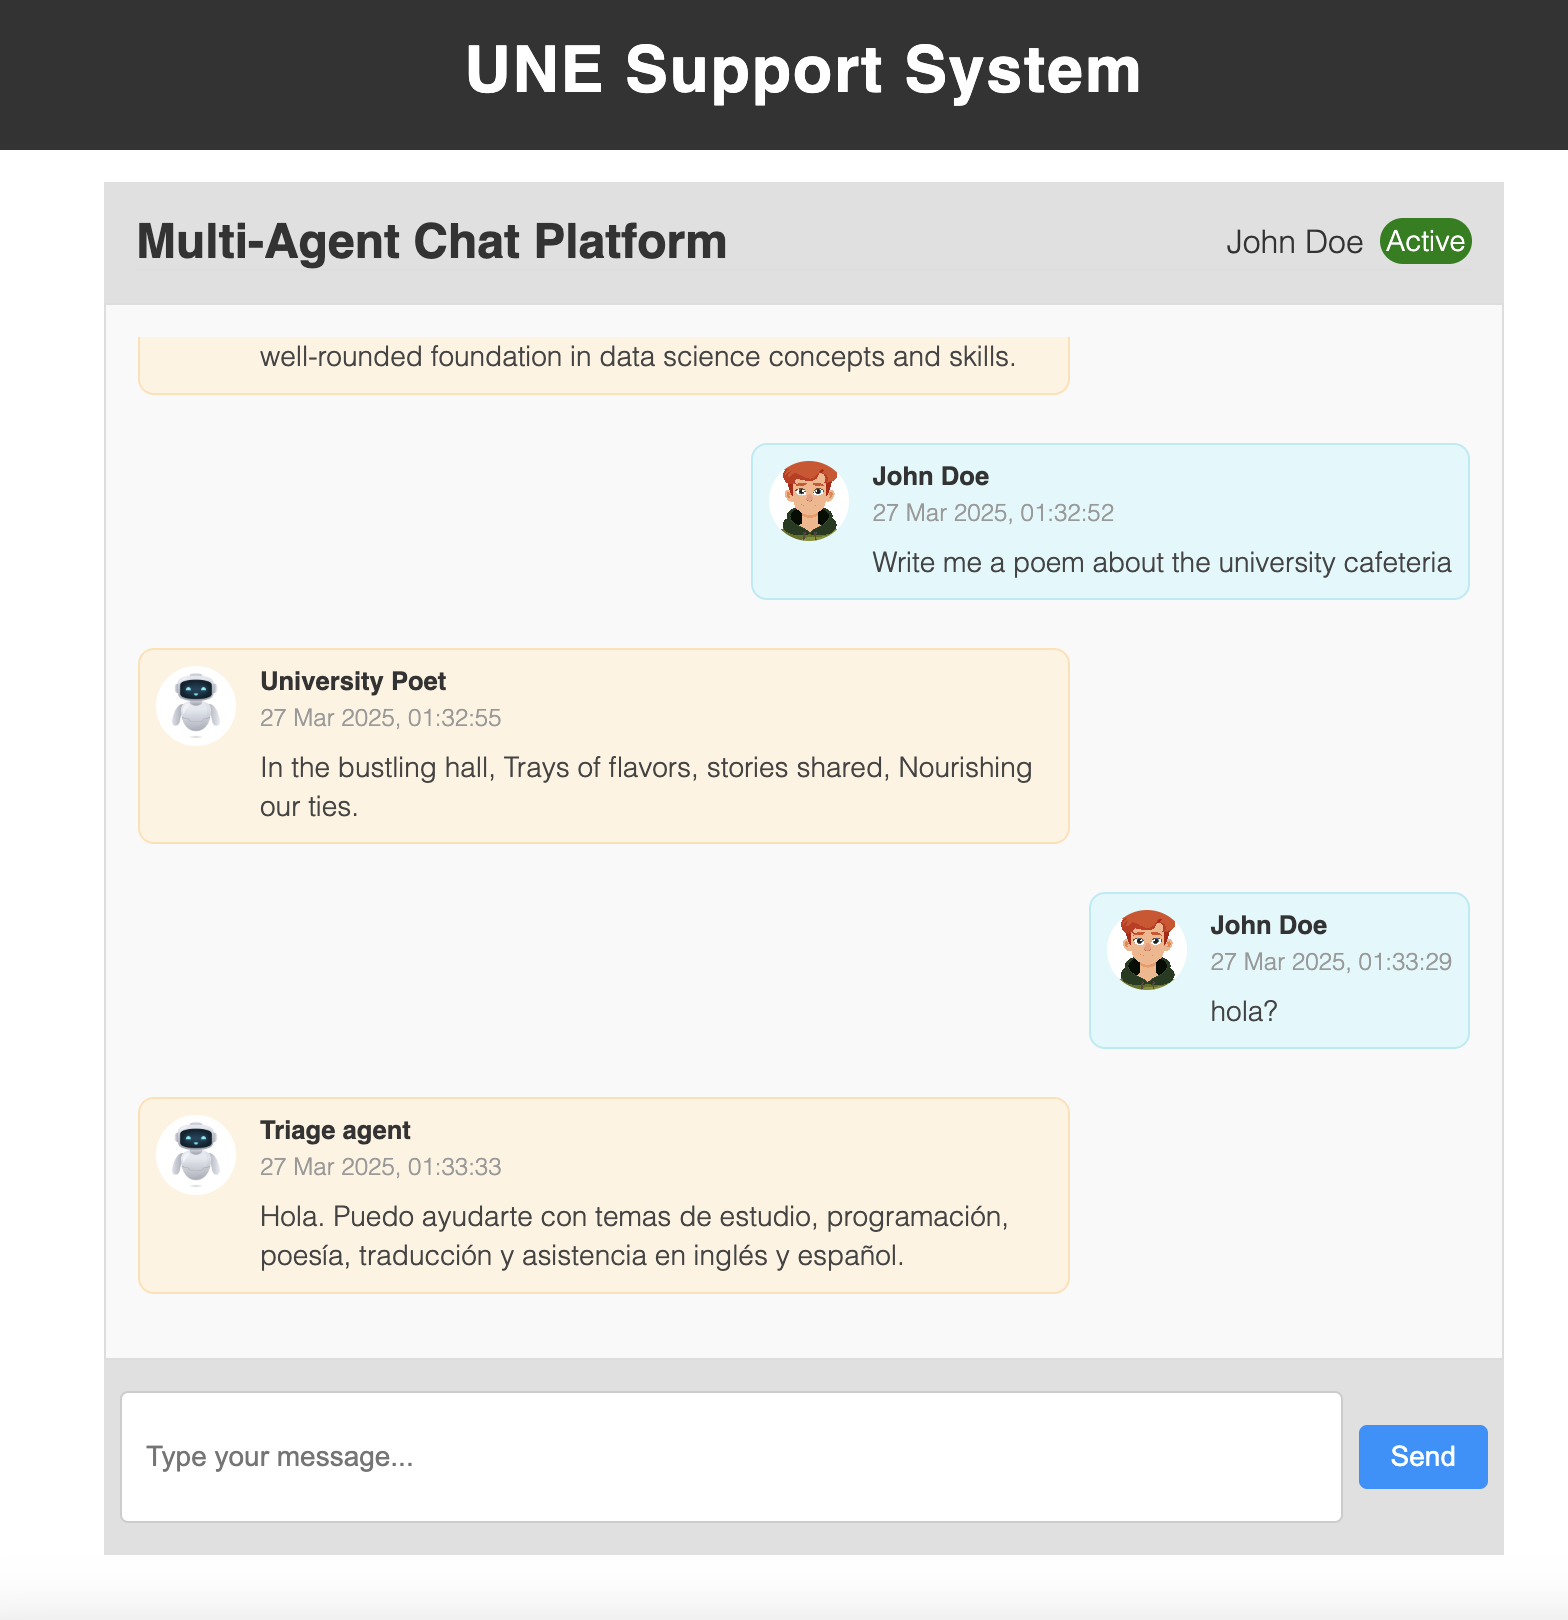 UNE Support System
Multi-Agent Chat Platform
John Doe Active
well-rounded foundation in data science concepts and skills.
John Doe
27 Mar 2025, 01:32:52
Write me a poem about the university cafeteria
University Poet
27 Mar 2025, 01:32:55
In the bustling hall, Trays of flavors, stories shared, Nourishing
our ties.
John Doe
27 Mar 2025, 01:33:29
hola?
Triage agent
27 Mar 2025, 01:33:33
Hola. Puedo ayudarte con temas de estudio, programación,
poesía, traducción y asistencia en inglés y español.
Type your message...
Send